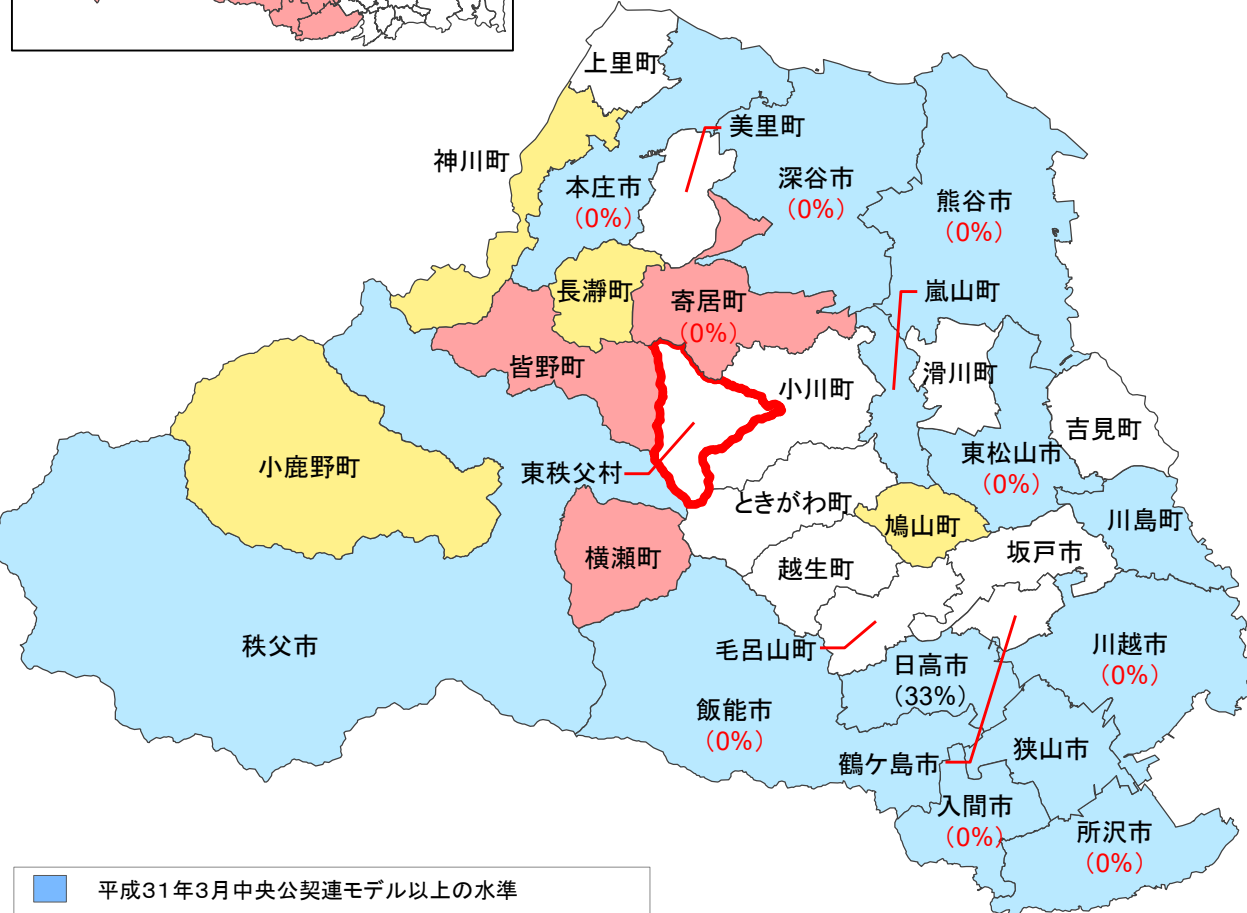 上里町
美里町
神川町
本庄市
(0%)
深谷市
(0%)
熊谷市
(0%)
長瀞町
寄居町
(0%)
嵐山町
皆野町
小川町
滑川町
吉見町
小鹿野町
東秩父村
東松山市
(0%)
ときがわ町
鳩山町
川島町
横瀬町
越生町
坂戸市
秩父市
毛呂山町
日高市
(33%)
川越市
(0%)
飯能市
(0%)
鶴ケ島市
狭山市
入間市
(0%)
所沢市
(0%)
平成31年3月中央公契連モデル以上の水準